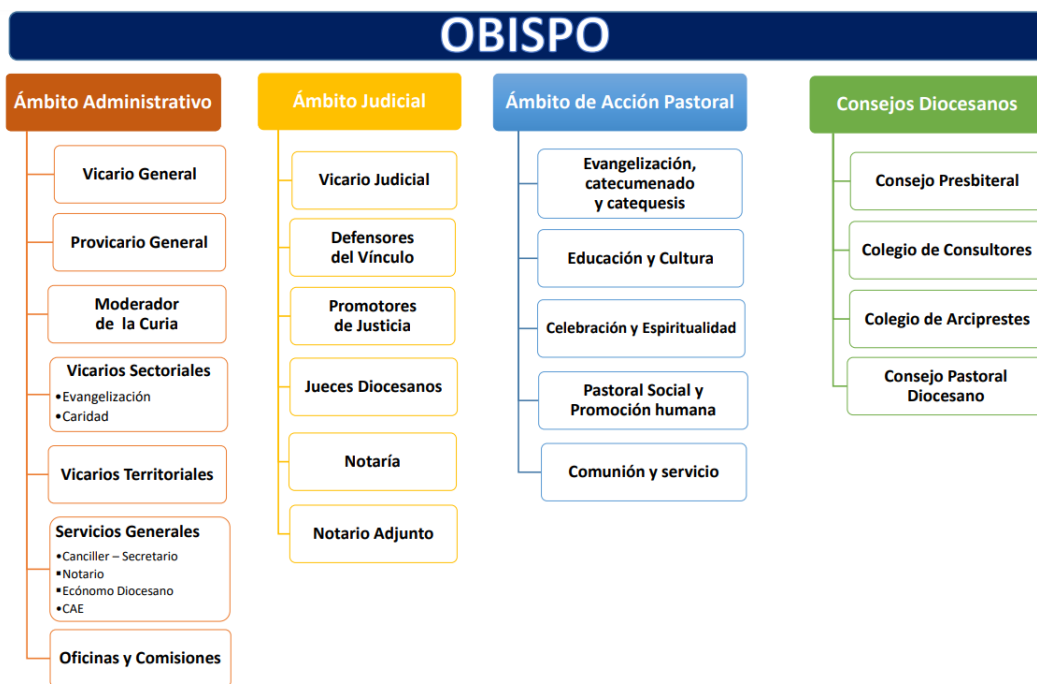 OBISPO
Ámbito Administrativo
Vicario General
Provicario General
Moderador
de la Curia
Vicarios Sectoriales
•Evangelización
•Caridad
Vicarios Territoriales
Servicios Generales
•Canciller – Secretario
▪Notario
▪Ecónomo Diocesano
•CAE
Oficinas y Comisiones
Ámbito Judicial
Vicario Judicial
Defensores
del Vínculo
Promotores
de Justicia
Jueces Diocesanos
Notaría
Notario Adjunto
Ámbito de Acción Pastoral
Evangelización,
catecumenado
y catequesis
Educación y Cultura
Celebración y Espiritualidad
Pastoral Social y
Promoción humana
Comunión y servicio
Consejos Diocesanos
Consejo Presbiteral
Colegio de Consultores
Colegio de Arciprestes
Consejo Pastoral
Diocesano